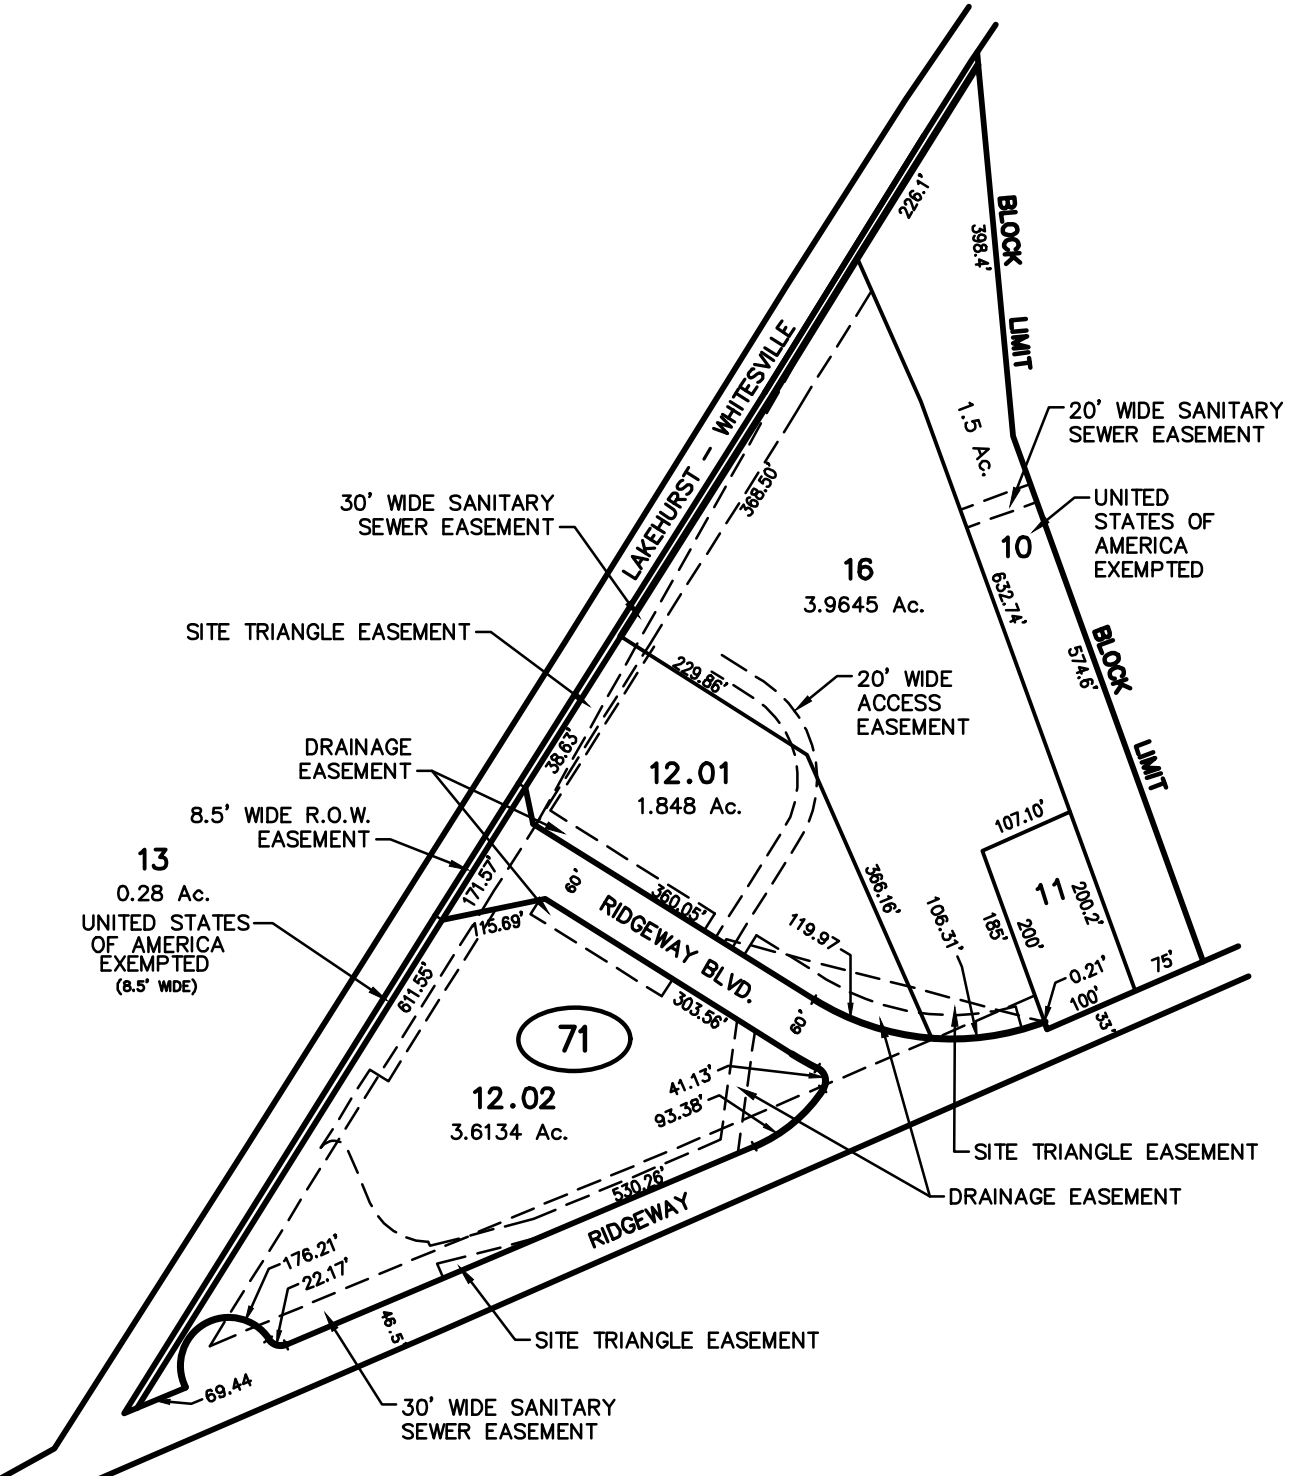 226.1'
BLOCK
398.4'
LIMIT
LAKEHURST - WHITESVILLE
1.5 Ac.
20' WIDE SANITARY
SEWER EASEMENT
368.50'
30' WIDE SANITARY
SEWER EASEMENT
UNITED
STATES OF
AMERICA
EXEMPTED
10
16
3.9645 Ac.
632.74'
SITE TRIANGLE EASEMENT
BLOCK
574.6'
LIMIT
229.86'
20' WIDE
ACCESS
EASEMENT
38.63'
DRAINAGE
EASEMENT
12.01
1.848 Ac.
8.5' WIDE R.O.W.
EASEMENT
107.10'
13
0.28 Ac.
UNITED STATES
OF AMERICA
EXEMPTED
(8.5' WIDE)
171.57'
60'
360.05'
RIDGEWAY BLVD.
366.16'
11
200.2'
185'
200'
106.31'
119.97
115.69'
611.55'
75'
0.21'
100'
33'
303.56'
60'
71
12.02
3.6134 Ac.
41.13'
93.38'
SITE TRIANGLE EASEMENT
DRAINAGE EASEMENT
530.26'
RIDGEWAY
176.21'
22.17'
46.5'
SITE TRIANGLE EASEMENT
69.44
30' WIDE SANITARY
SEWER EASEMENT